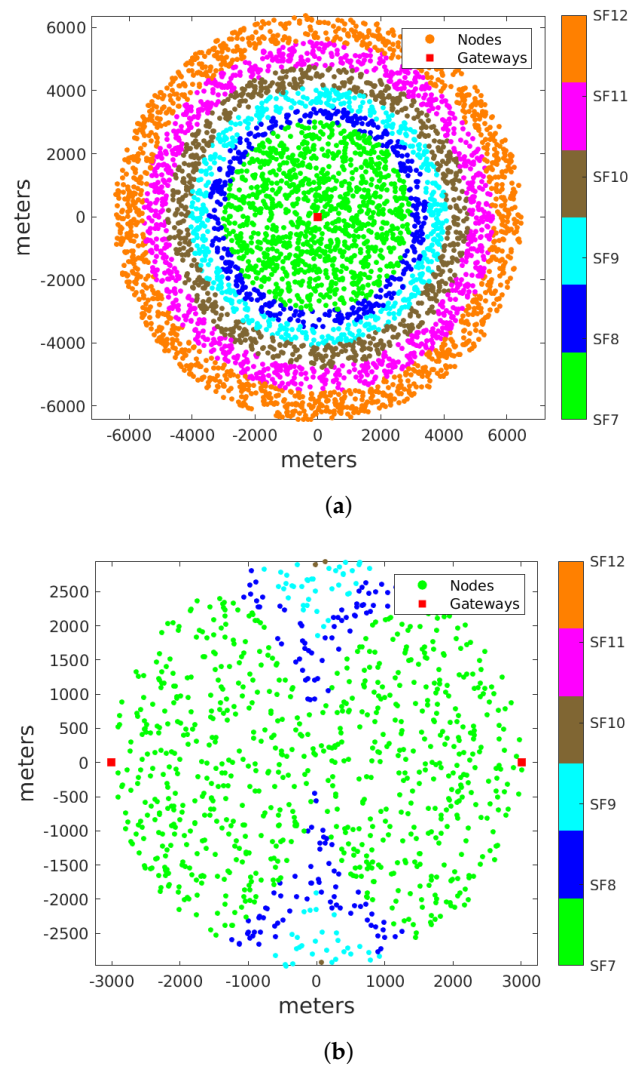 6000
4000
2000
0
-2000
-4000
-6000
meters
-6000 -4000 -2000 0 2000 4000 6000
meters
Nodes
Gateways
SF12
SF11
SF10
SF9
SF8
SF7
(a)
2500
2000
1500
1000
500
0
-500
-1000
-1500
-2000
-2500
meters
-3000 -2000 -1000 0 1000 2000 3000
meters
Nodes
Gateways
SF12
SF11
SF10
SF9
SF8
SF7
(b)